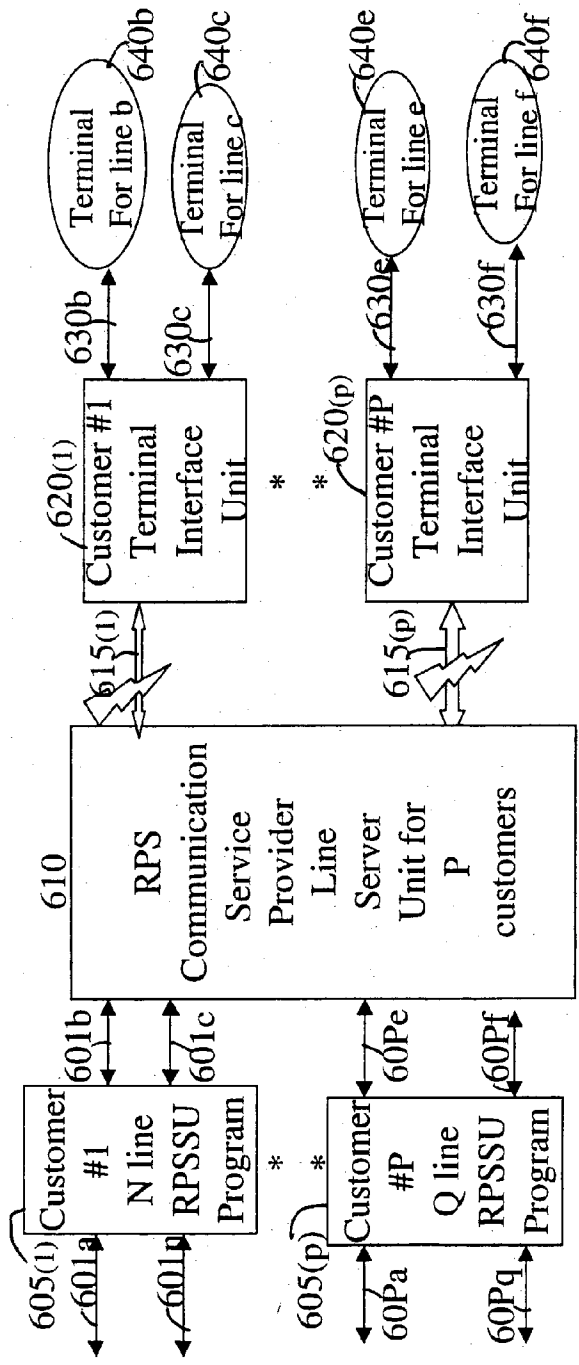 605(1)
601a
601n
Customer
#1
N line
RPSSU
Program
601b
601c
*
*
605(p)
60Pa
60Pq
Customer
#P
Q line
RPSSU
Program
60Pe
60Pf
610
RPS
Communication
Service
Provider
Line
Server
Unit for
P
customers
615(1)
615(p)
620(1)
Customer #1
Terminal
Interface
Unit
*
*
620(p)
Customer #P
Terminal
Interface
Unit
630b
630c
630e
630f
Terminal
For line b
640b
Terminal
For line c
640c
Terminal
For line e
640e
Terminal
For line f
640f